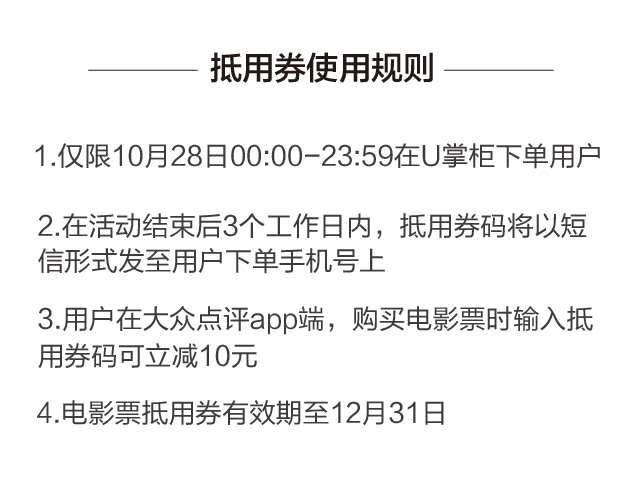 抵用券使用规则
1.仅限10月28日00:00-23:59在U掌柜下单用户
2.在活动结束后3个工作日内，抵用券码将以短
信形式发至用户下单手机号上
3.用户在大众点评app端，购买电影票时输入抵
用券码可立减10元
4.电影票抵用券有效期至12月31日